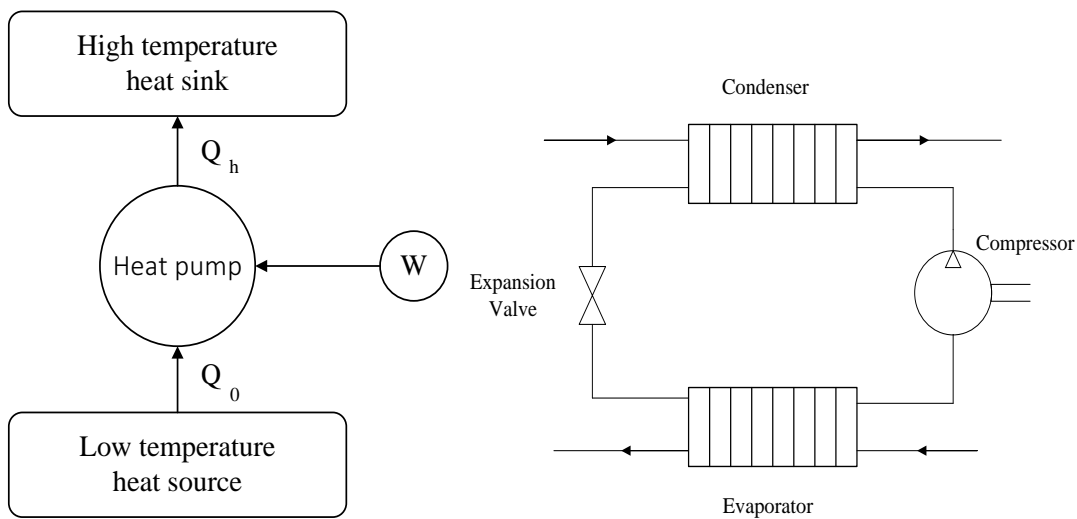 High temperature
heat sink
Q h
Heat pump
W
Q 0
Low temperature
heat source
Condenser
Compressor
Expansion
Valve
Evaporator